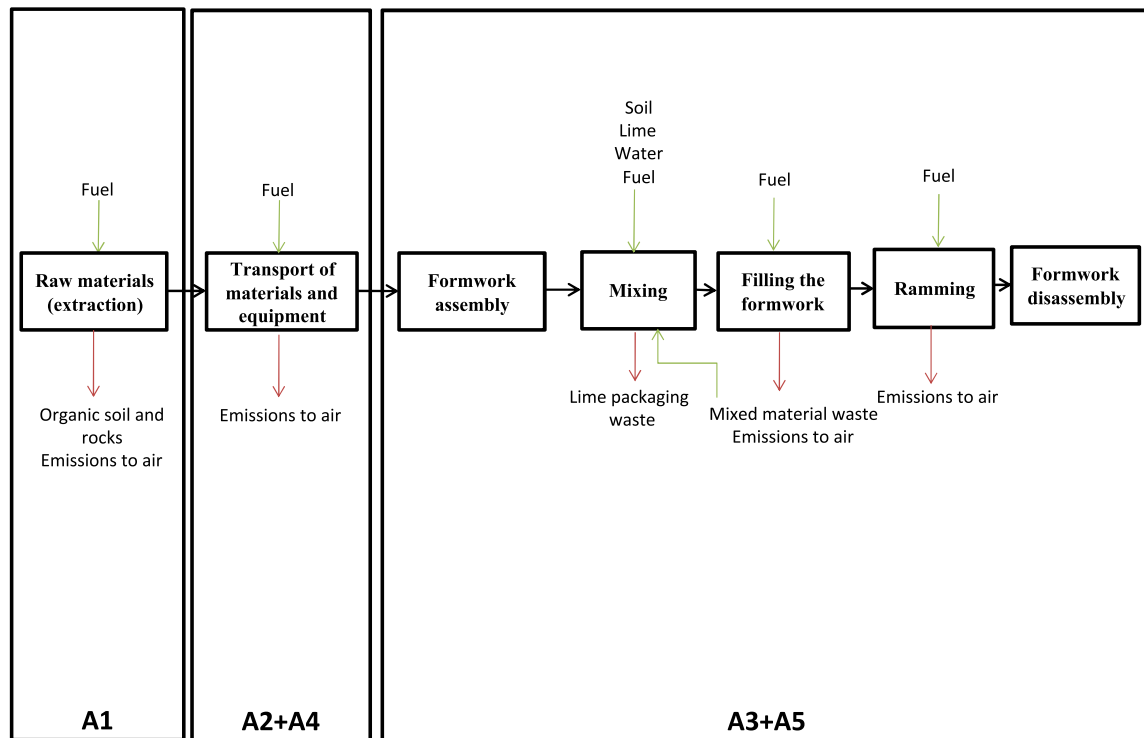 Fuel
Raw materials
(extraction)
Organic soil and
rocks
Emissions to air
A1
Fuel
Transport of
materials and
equipment
Emissions to air
A2+A4
Formwork
assembly
Soil
Lime
Water
Fuel
Mixing
Lime packaging
waste
Fuel
Filling the
formwork
Mixed material waste
Emissions to air
Fuel
Ramming
Emissions to air
Formwork
disassembly
A3+A5